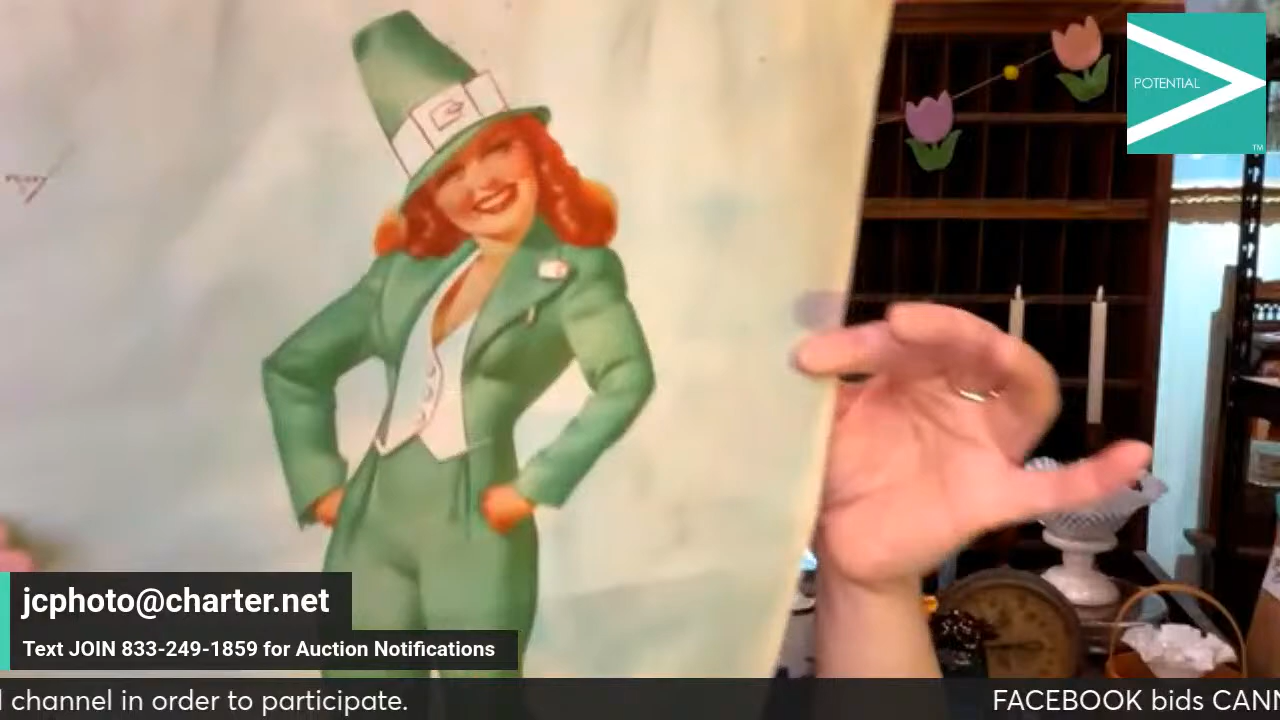 POTENTIAL
TM
jcphoto@charter.net
Text JOIN 833-249-1859 for Auction Notifications
channel in order to participate.
FACEBOOK bids